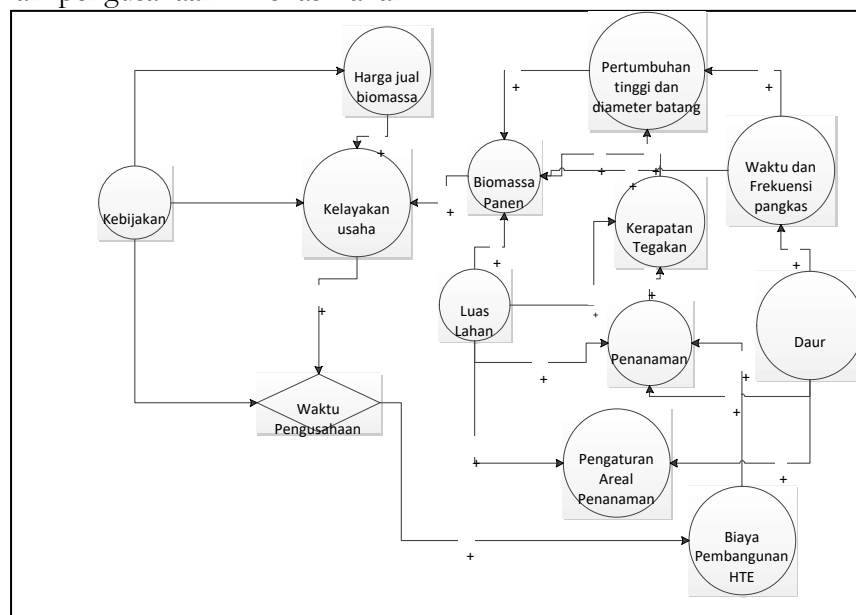 Harga jual
biomassa
Pertumbuhan
tinggi dan
diameter batang
+
+
+
Biomassa
Panen
+
+
+
Waktu dan
Frekuensi
pangkas
Kebijakan
Kelayakan
usaha
+
Kerapatan
Tegakan
+
+
+
Luas
Lahan
+
+
Daur
Penanaman
+
+
+
Waktu
Pengusahaan
+
Pengaturan
Areal
Penanaman
+
+
Biaya
Pembangunan
HTE